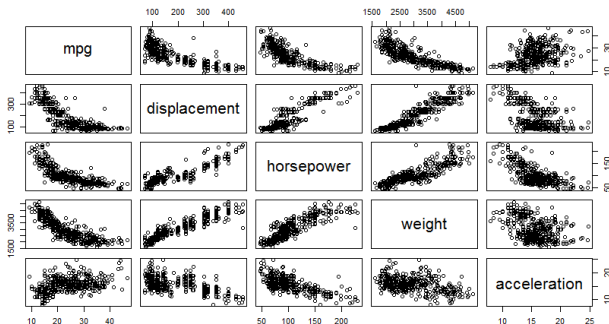 100 200 300 400
1500 2500 3500 4500
mpg
10 30
displacement
100 300
horsepower
50 150
weight
1500 3500
acceleration
10 20
10 20 30 40
50 100 150 200
10 15 20 25